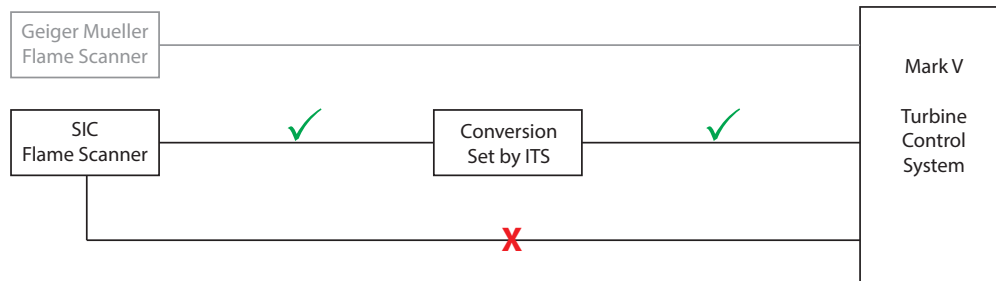 Geiger Mueller
Flame Scanner
Mark V
Turbine
Control
System
SIC
Flame Scanner
Conversion
Set by ITS
X